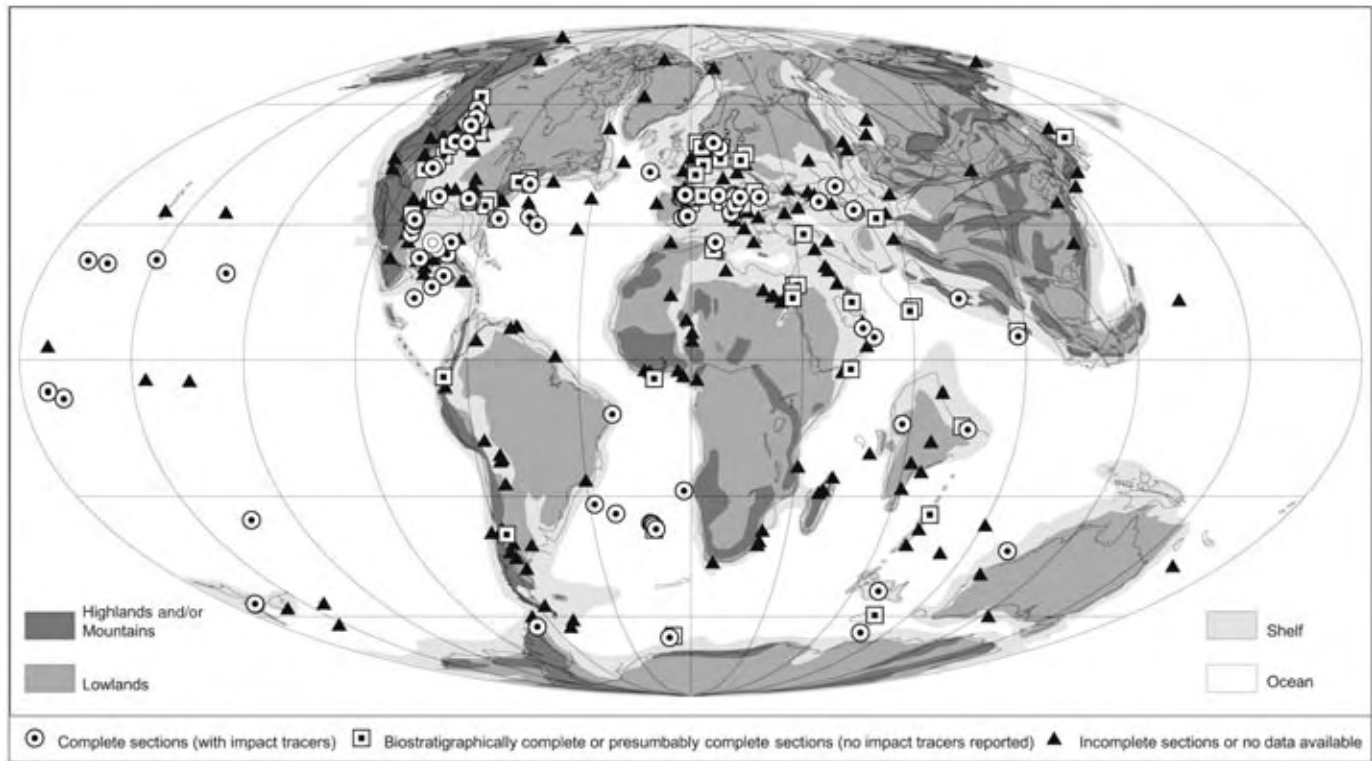 Highlands and/or
Mountains
Lowlands
Shelf
Ocean
Complete sections (with impact tracers)
Biostratigraphically complete or presumbably complete sections (no impact tracers reported)
Incomplete sections or no data available